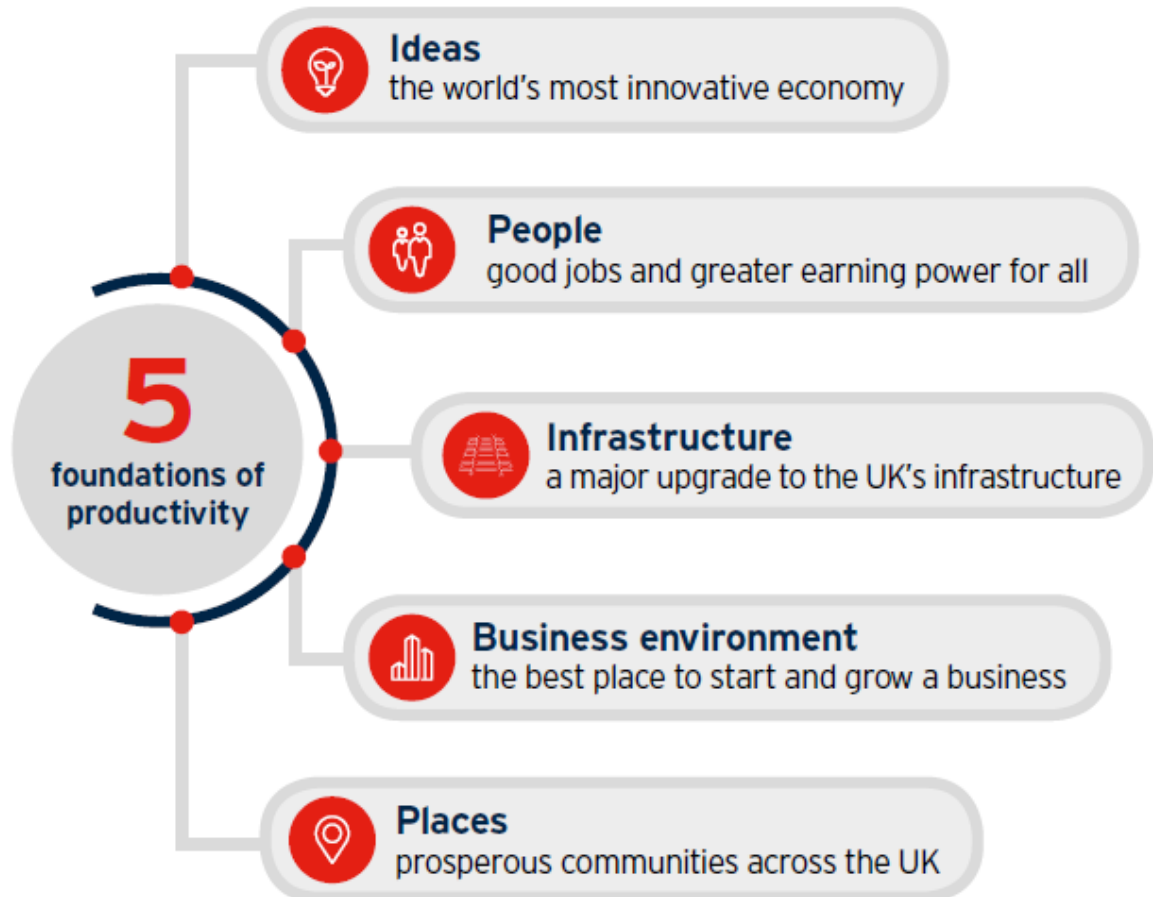 Ideas
the world's most innovative economy
People
good jobs and greater earning power for all
5
foundations of
productivity
Infrastructure
a major upgrade to the UK's infrastructure
Business environment
the best place to start and grow a business
Places
prosperous communities across the UK